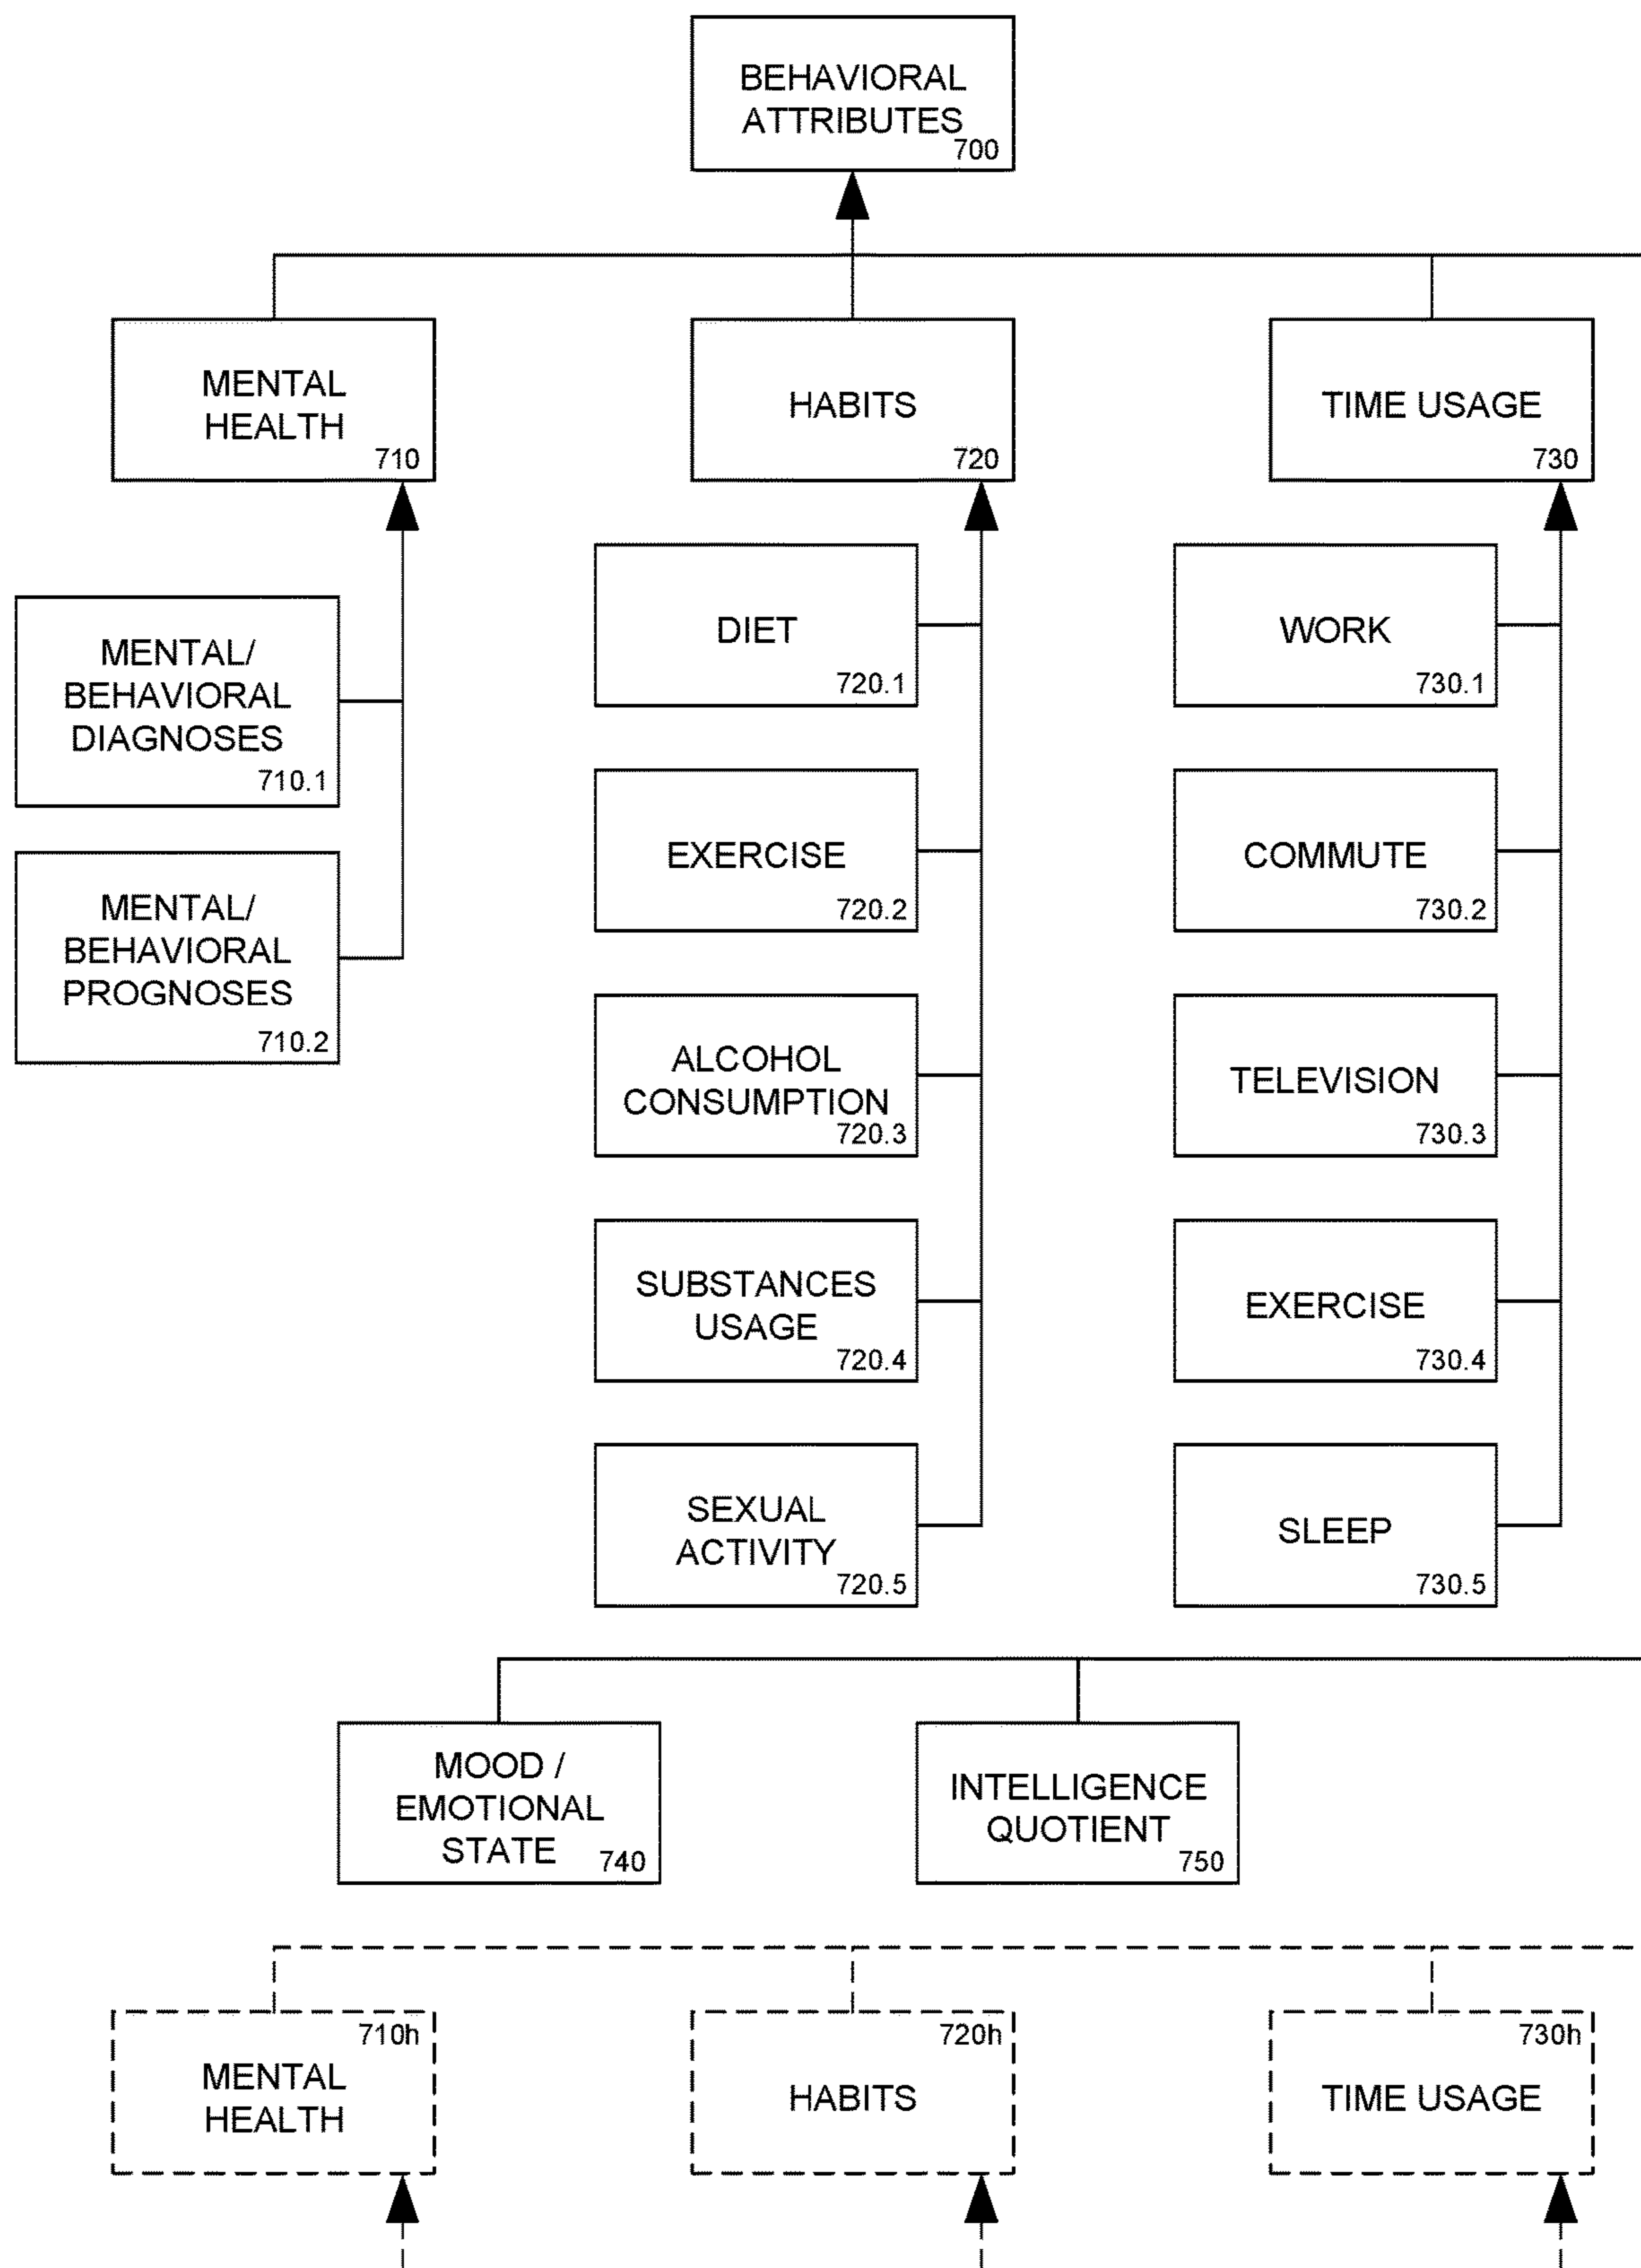 BEHAVIORAL
ATTRIBUTES
700
MENTAL
HEALTH
710
HABITS
720
TIME USAGE
730
MENTAL/
BEHAVIORAL
DIAGNOSES
710.1
MENTAL/
BEHAVIORAL
PROGNOSES
710.2
DIET
720.1
EXERCISE
720.2
ALCOHOL
CONSUMPTION
720.3
SUBSTANCES
USAGE
720.4
SEXUAL
ACTIVITY
720.5
WORK
730.1
COMMUTE
730.2
TELEVISION
730.3
EXERCISE
730.4
SLEEP
730.5
MOOD /
EMOTIONAL
STATE
740
INTELLIGENCE
QUOTIENT
750
710h
MENTAL
HEALTH
720h
HABITS
730h
TIME USAGE